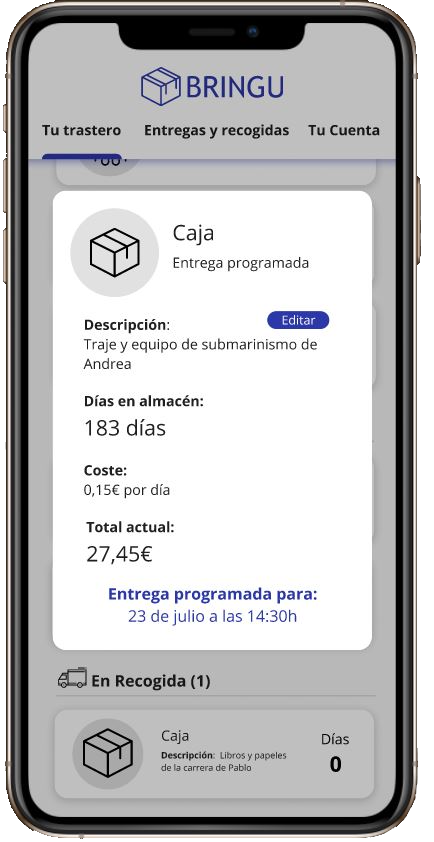 BRINGU
Tu trastero Entregas y recogidas Tu Cuenta
Caja
Entrega programada
Descripción:
Editar
Traje y equipo de submarinismo de
Andrea
Días en almacén:
183 días
Coste:
0,15€ por día
Total actual:
27,45€
Entrega programada para:
23 de julio a las 14:30h
En Recogida (1)
Caja
Descripción: Libros y papeles
de la carrera de Pablo
Días
0